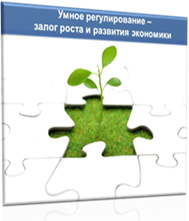 Умное регулирование –
залог роста и развития экономики